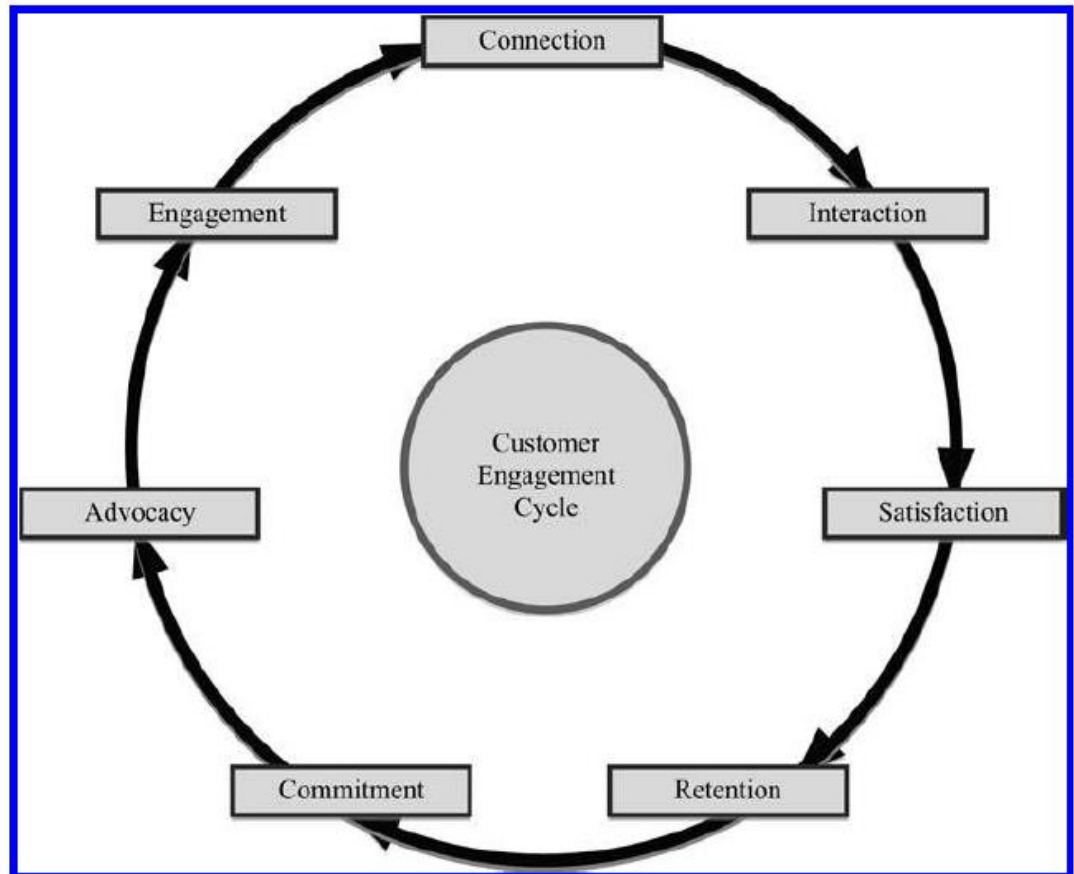 Connection
Engagement
Interaction
Customer
Engagement
Cycle
Advocacy
Satisfaction
Commitment
Retention